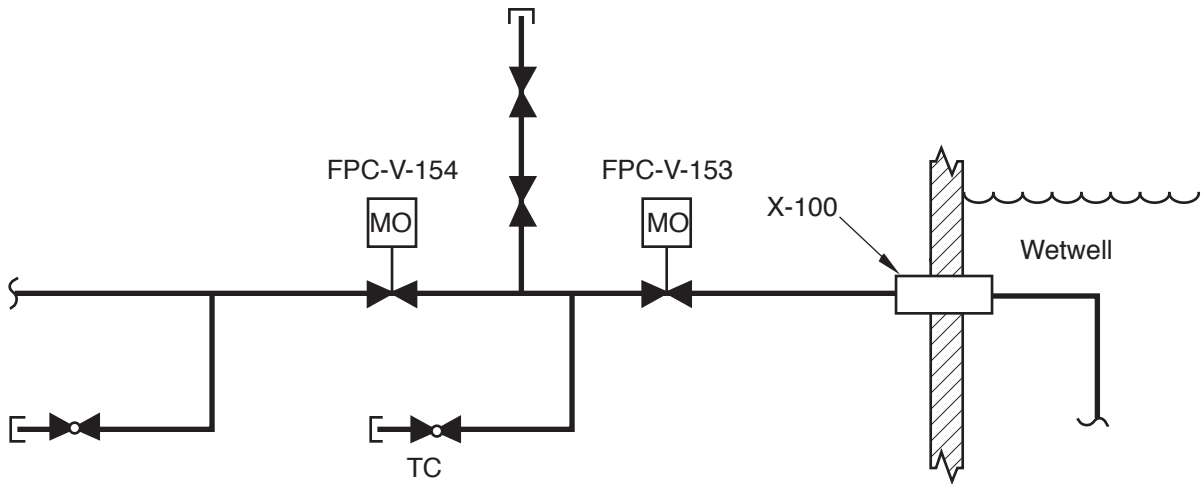 FPC-V-154
FPC-V-153
MO
MO
X-100
Wetwell
TC